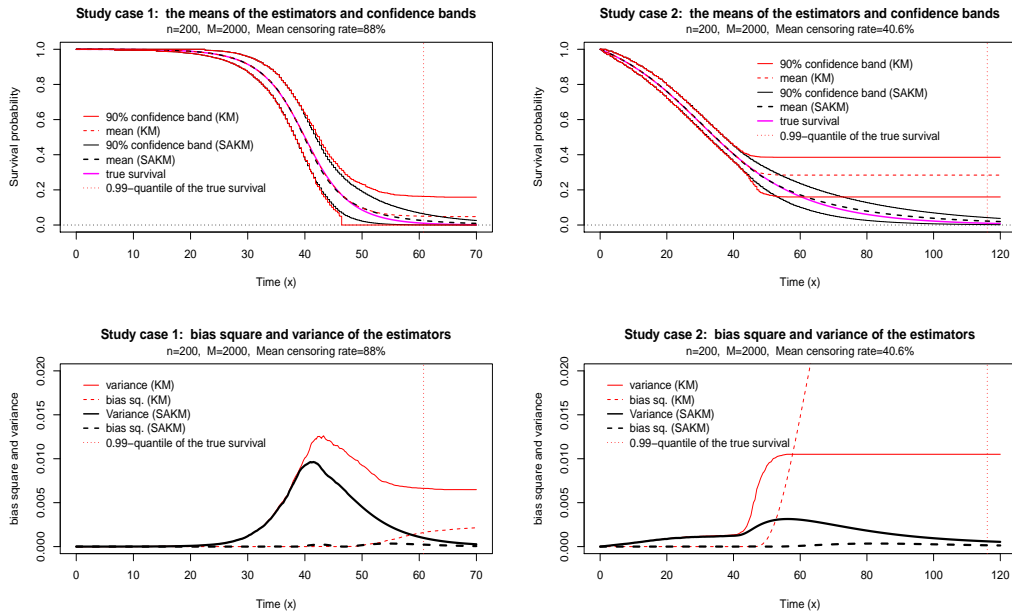 Study case 1: the means of the estimators and confidence bands
n=200, M=2000, Mean censoring rate=88%
Survival probability
1.0
0.8
0.6
0.4
0.2
0.0
90% confidence band (KM)
mean (KM)
90% confidence band (SAKM)
mean (SAKM)
true survival
0.99−quantile of the true survival
0 10 20 30 40 50 60 70
Time (x)
Study case 2: the means of the estimators and confidence bands
n=200, M=2000, Mean censoring rate=40.6%
Survival probability
1.0
0.8
0.6
0.4
0.2
0.0
90% confidence band (KM)
mean (KM)
90% confidence band (SAKM)
mean (SAKM)
true survival
0.99−quantile of the true survival
0 20 40 60 80 100 120
Time (x)
Study case 1: bias square and variance of the estimators
n=200, M=2000, Mean censoring rate=88%
bias square and variance
0.020
0.015
0.010
0.005
0.000
variance (KM)
bias sq. (KM)
Variance (SAKM)
bias sq. (SAKM)
0.99−quantile of the true survival
0 10 20 30 40 50 60 70
Time (x)
Study case 2: bias square and variance of the estimators
n=200, M=2000, Mean censoring rate=40.6%
bias square and variance
0.020
0.015
0.010
0.005
0.000
variance (KM)
bias sq. (KM)
Variance (SAKM)
bias sq. (SAKM)
0.99−quantile of the true survival
0 20 40 60 80 100 120
Time (x)